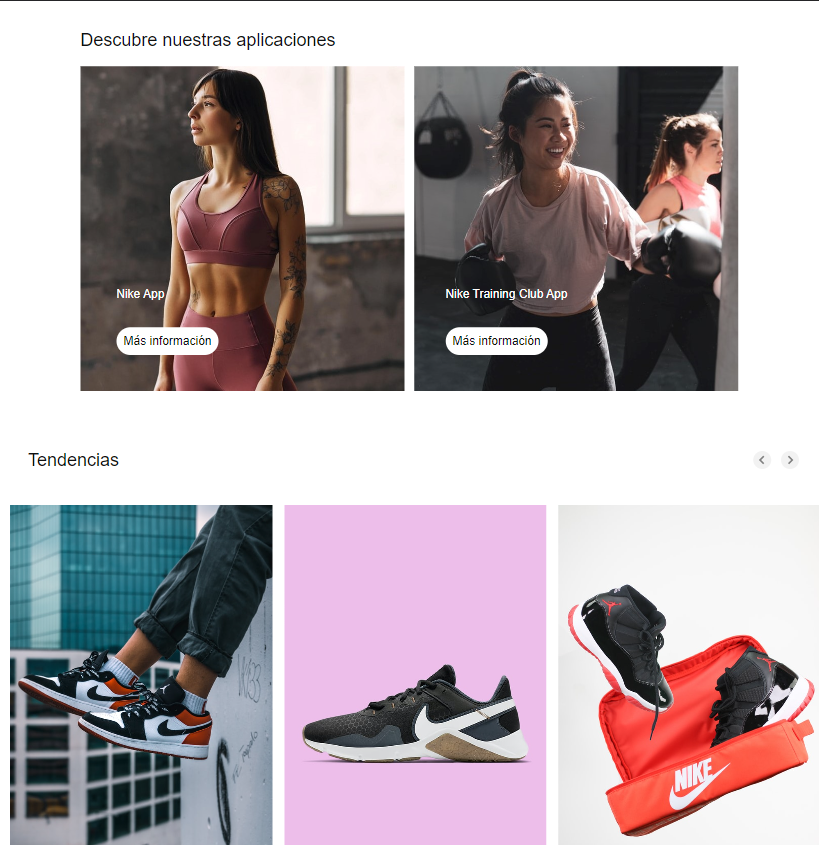 Descubre nuestras aplicaciones
Nike App
Más información
Nike Training Club App
Más información
Tendencias
NIKE